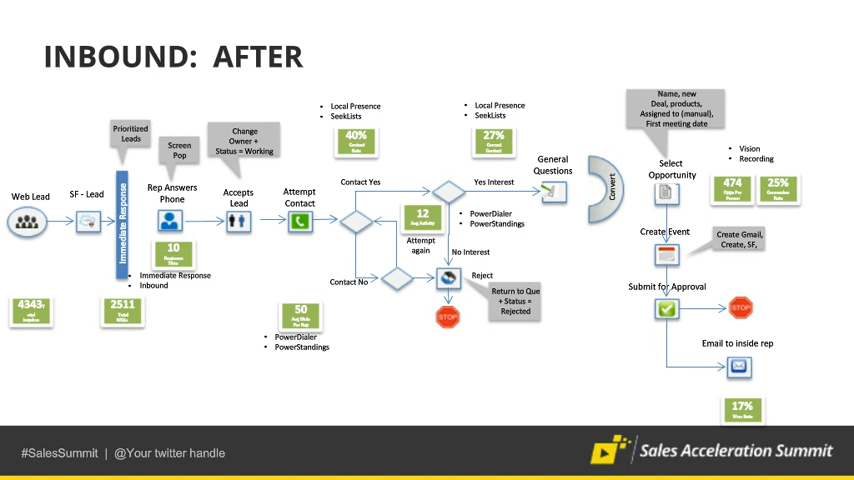 INBOUND: AFTER
Name, new
Deal, products,
Assigned to (manual),
First meeting date
• Local Presence
• SeekLists
• Local Presence
• SeekLists
Prioritized
Leads
Screen
Pop
Change
Owner +
Status = Working
40%
Contact
Rate
27%
Contact
• Vision
• Recording
General
Questions
Select
Opportunity
Web Lead
SF - Lead
Immediate Response
Rep Answers
Phone
Accepts
Lead
Attempt
Contact
Contact Yes
Yes Interest
Convert
474
Opps Per
25%
Conversion
Rate
12
Avg Activity
• PowerDialer
• PowerStandings
Attempt
again
Create Event
Create Gmail,
Create, SF,
10
Response
Time
No Interest
• Immediate Response
• Inbound
Contact No
Reject
Return to Que
+ Status =
Rejected
Submit for Approval
4343,
2511
Total
MQLs
50
Avg Dials
Per Rep
STOP
STOP
• PowerDialer
• PowerStandings
Email to inside rep
17%
Rate
#SalesSummit | @Your twitter handle
Sales Acceleration Summit